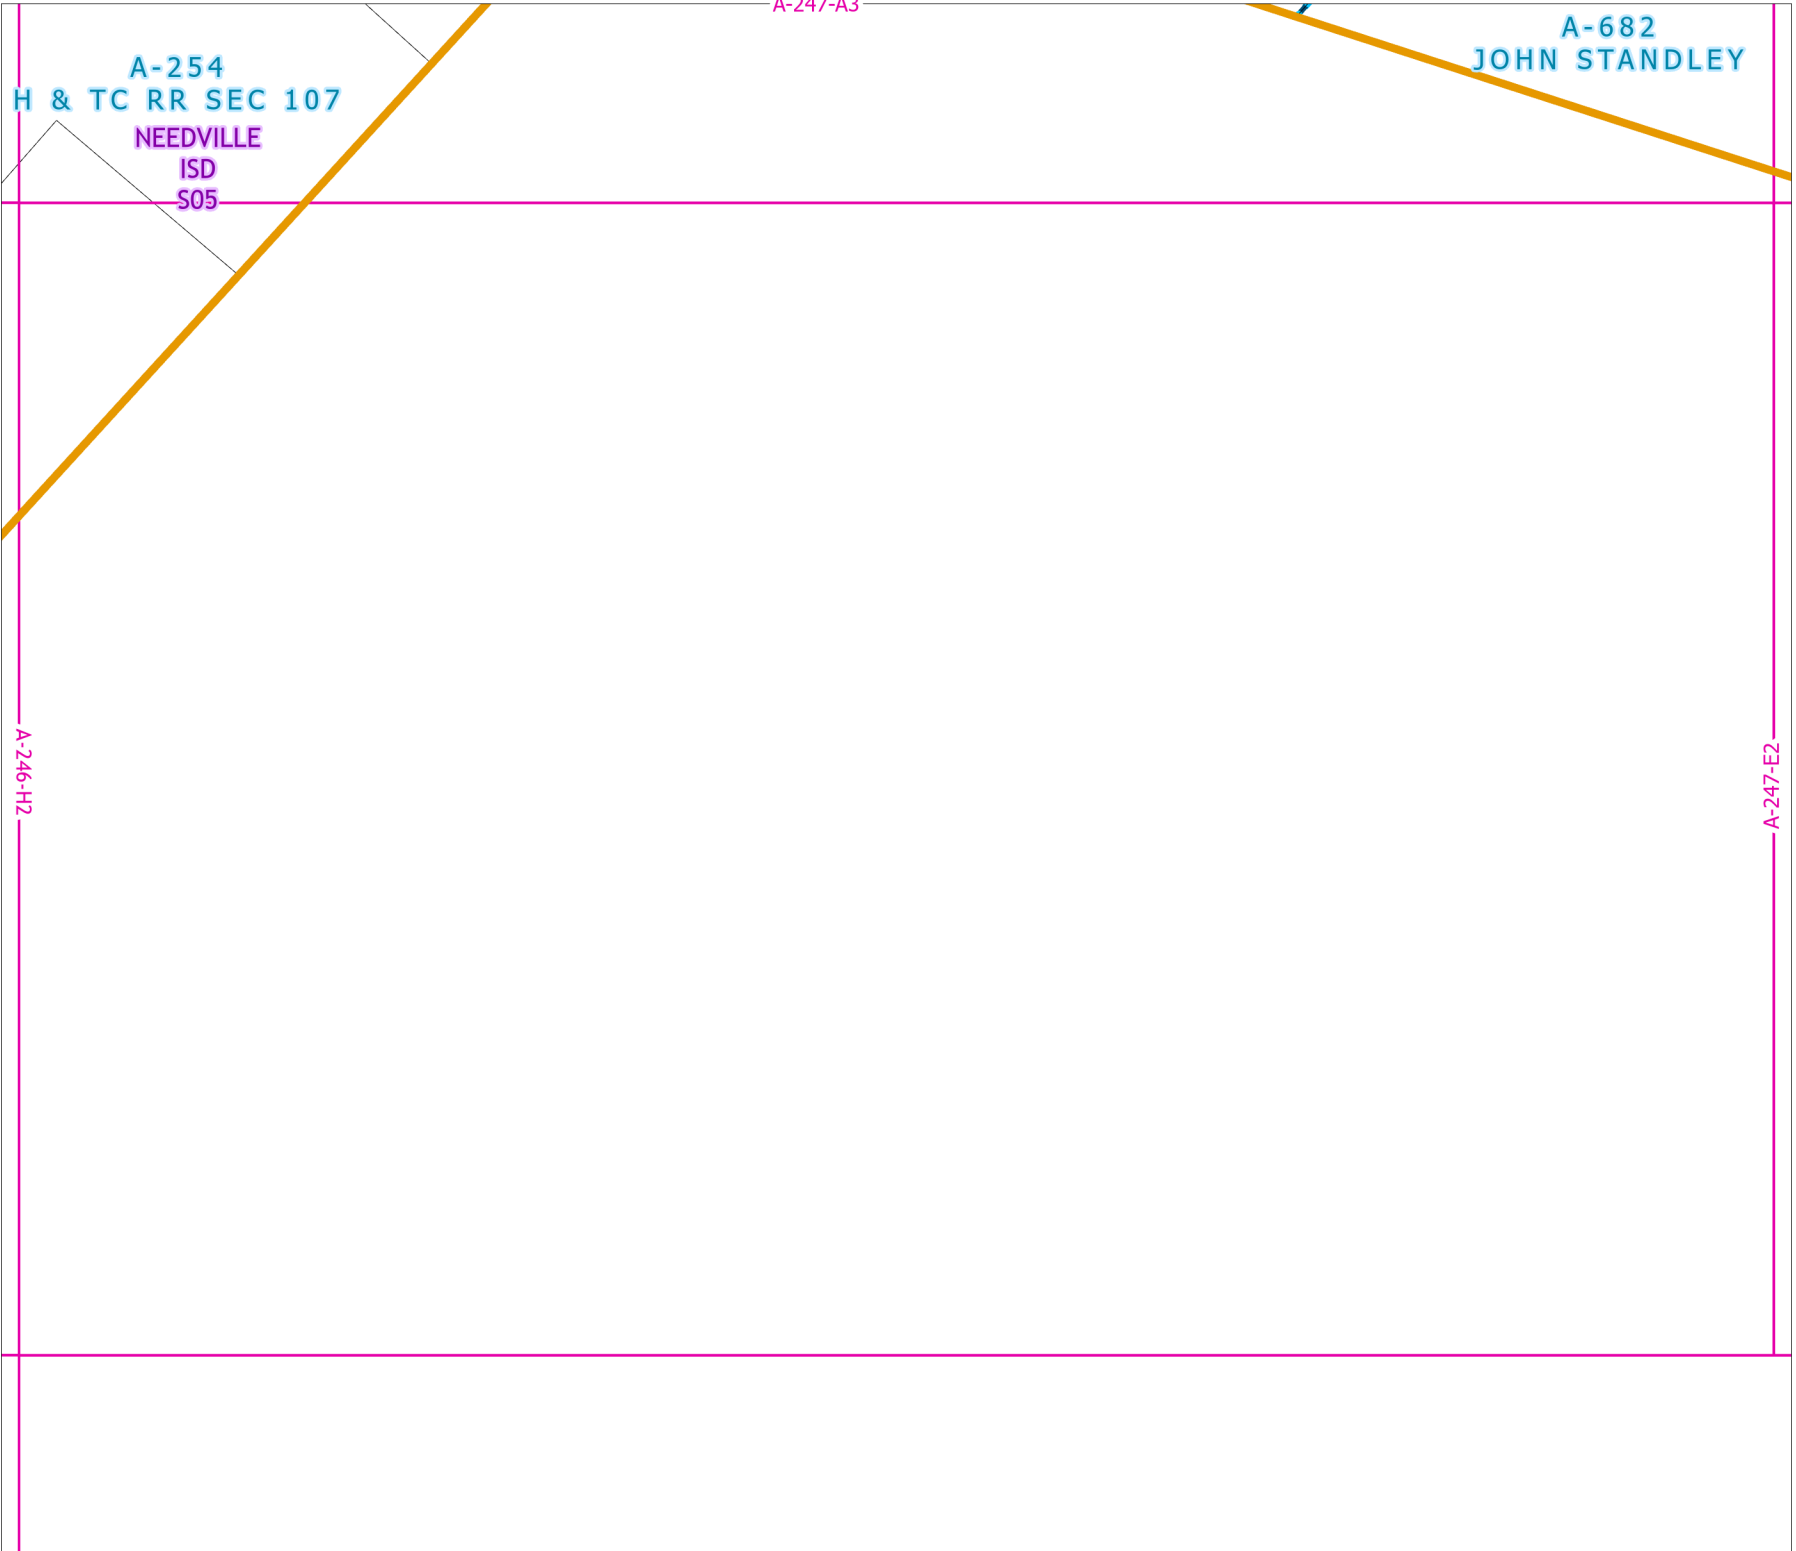 A-247-A3
A-682
JOHN STANDLEY
A-254
H & TC RR SEC 107
NEEDVILLE
ISD
S05
A-246-H2
A-247-E2